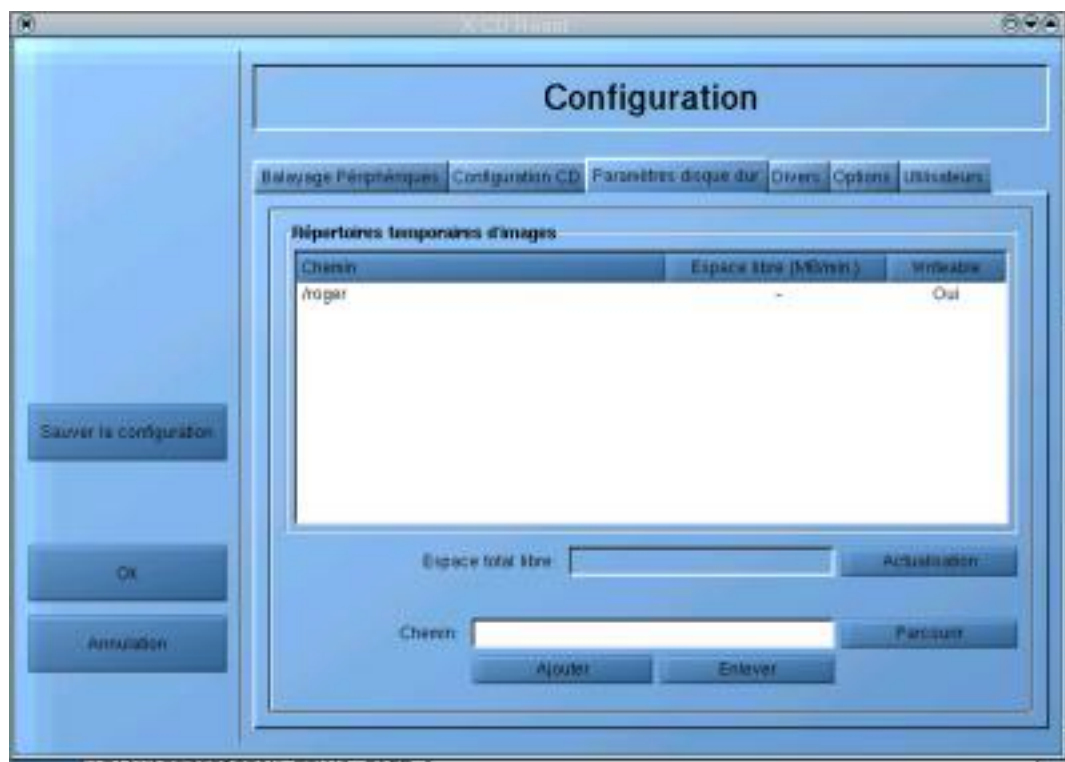 X-CD-Roast
Configuration
Balayage Périphériques Configuration CD Paramètres disque dur Divers Options Utilisateurs
Répertoires temporaires d'images
Chemin Espace libre (MB/min.) Writeable
/roger - Oui
Sauver la configuration
Espace total libre Actualisation
OK
Chemin: Parcourir
Annulation
Ajouter Enlever